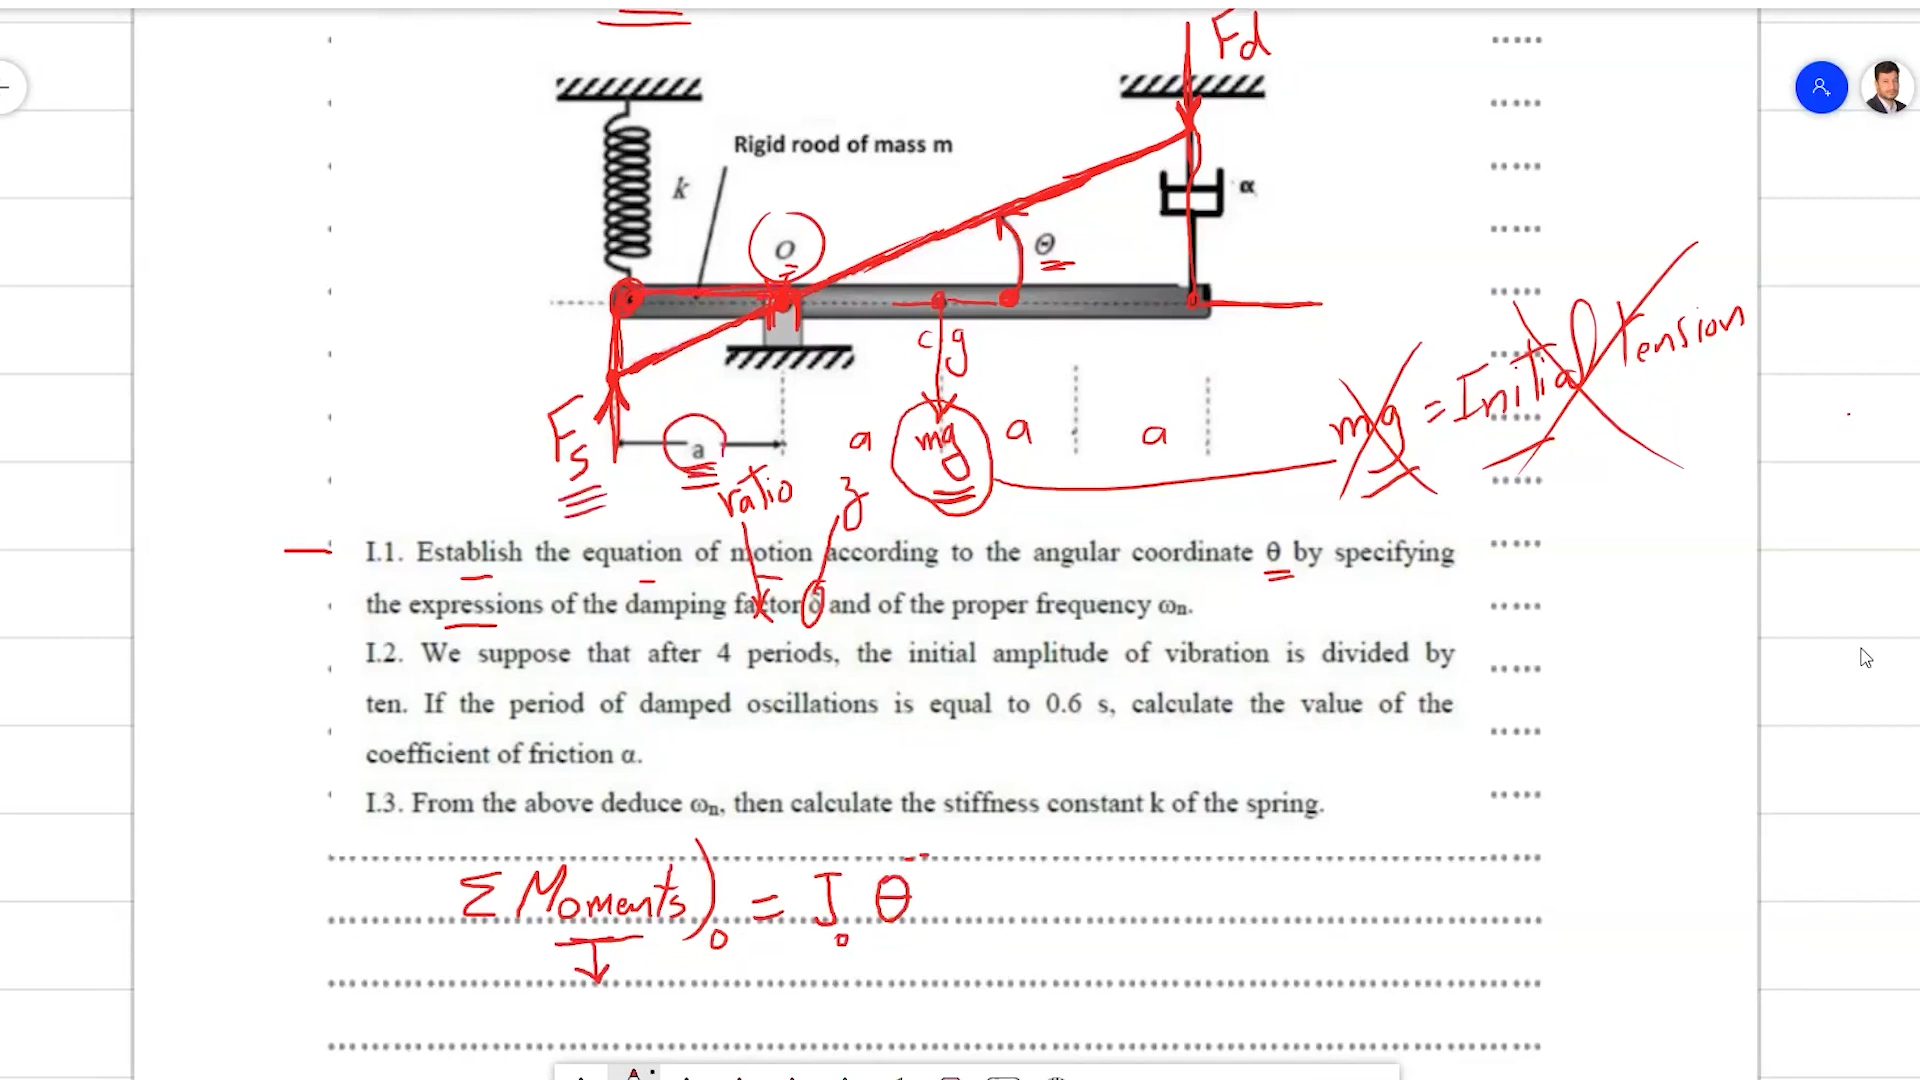 Fd
Rigid rood of mass m
k
α
O
Θ
cg
Fs
a
a
mg
a
a
mg = Initial tension
ratio
ʒ
I.1. Establish the equation of motion according to the angular coordinate θ by specifying
the expressions of the damping factor δ and of the proper frequency ωn.
I.2. We suppose that after 4 periods, the initial amplitude of vibration is divided by
ten. If the period of damped oscillations is equal to 0.6 s, calculate the value of the
coefficient of friction α.
I.3. From the above deduce ωn, then calculate the stiffness constant k of the spring.
Σ Moments)o = Jo θ̈